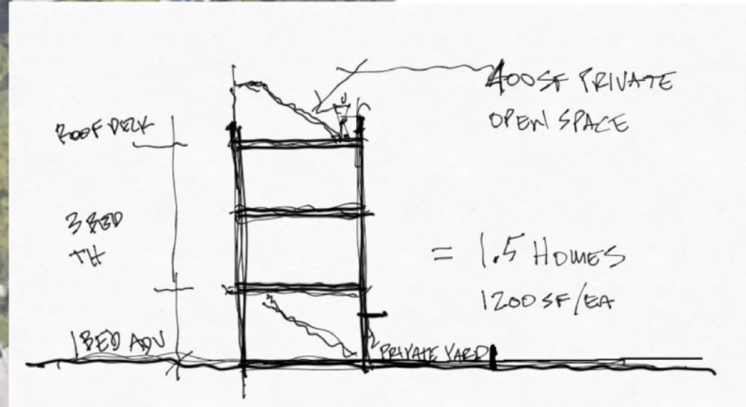 400SF PRIVATE
OPEN SPACE
ROOF DECK
3 BED
TH
= 1.5 HOMES
1200 SF/EA
1 BED ADU
PRIVATE YARD